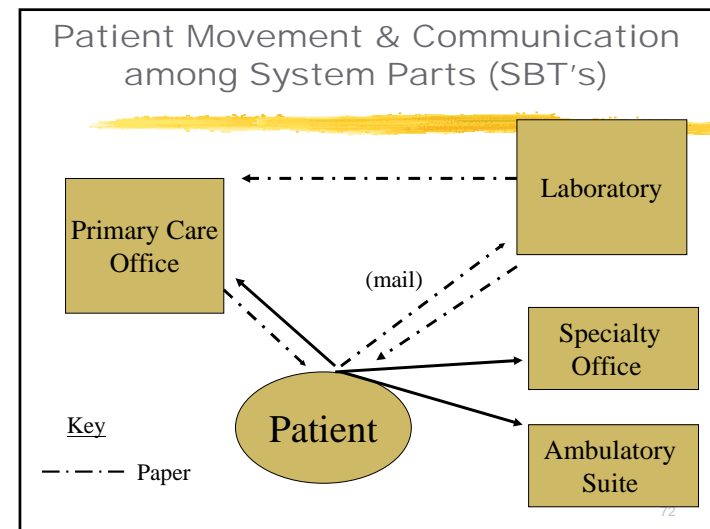 Patient Movement & Communication
among System Parts (SBT's)
Laboratory
Primary Care
Office
(mail)
Specialty
Office
Patient
Key
Paper
Ambulatory
Suite
72